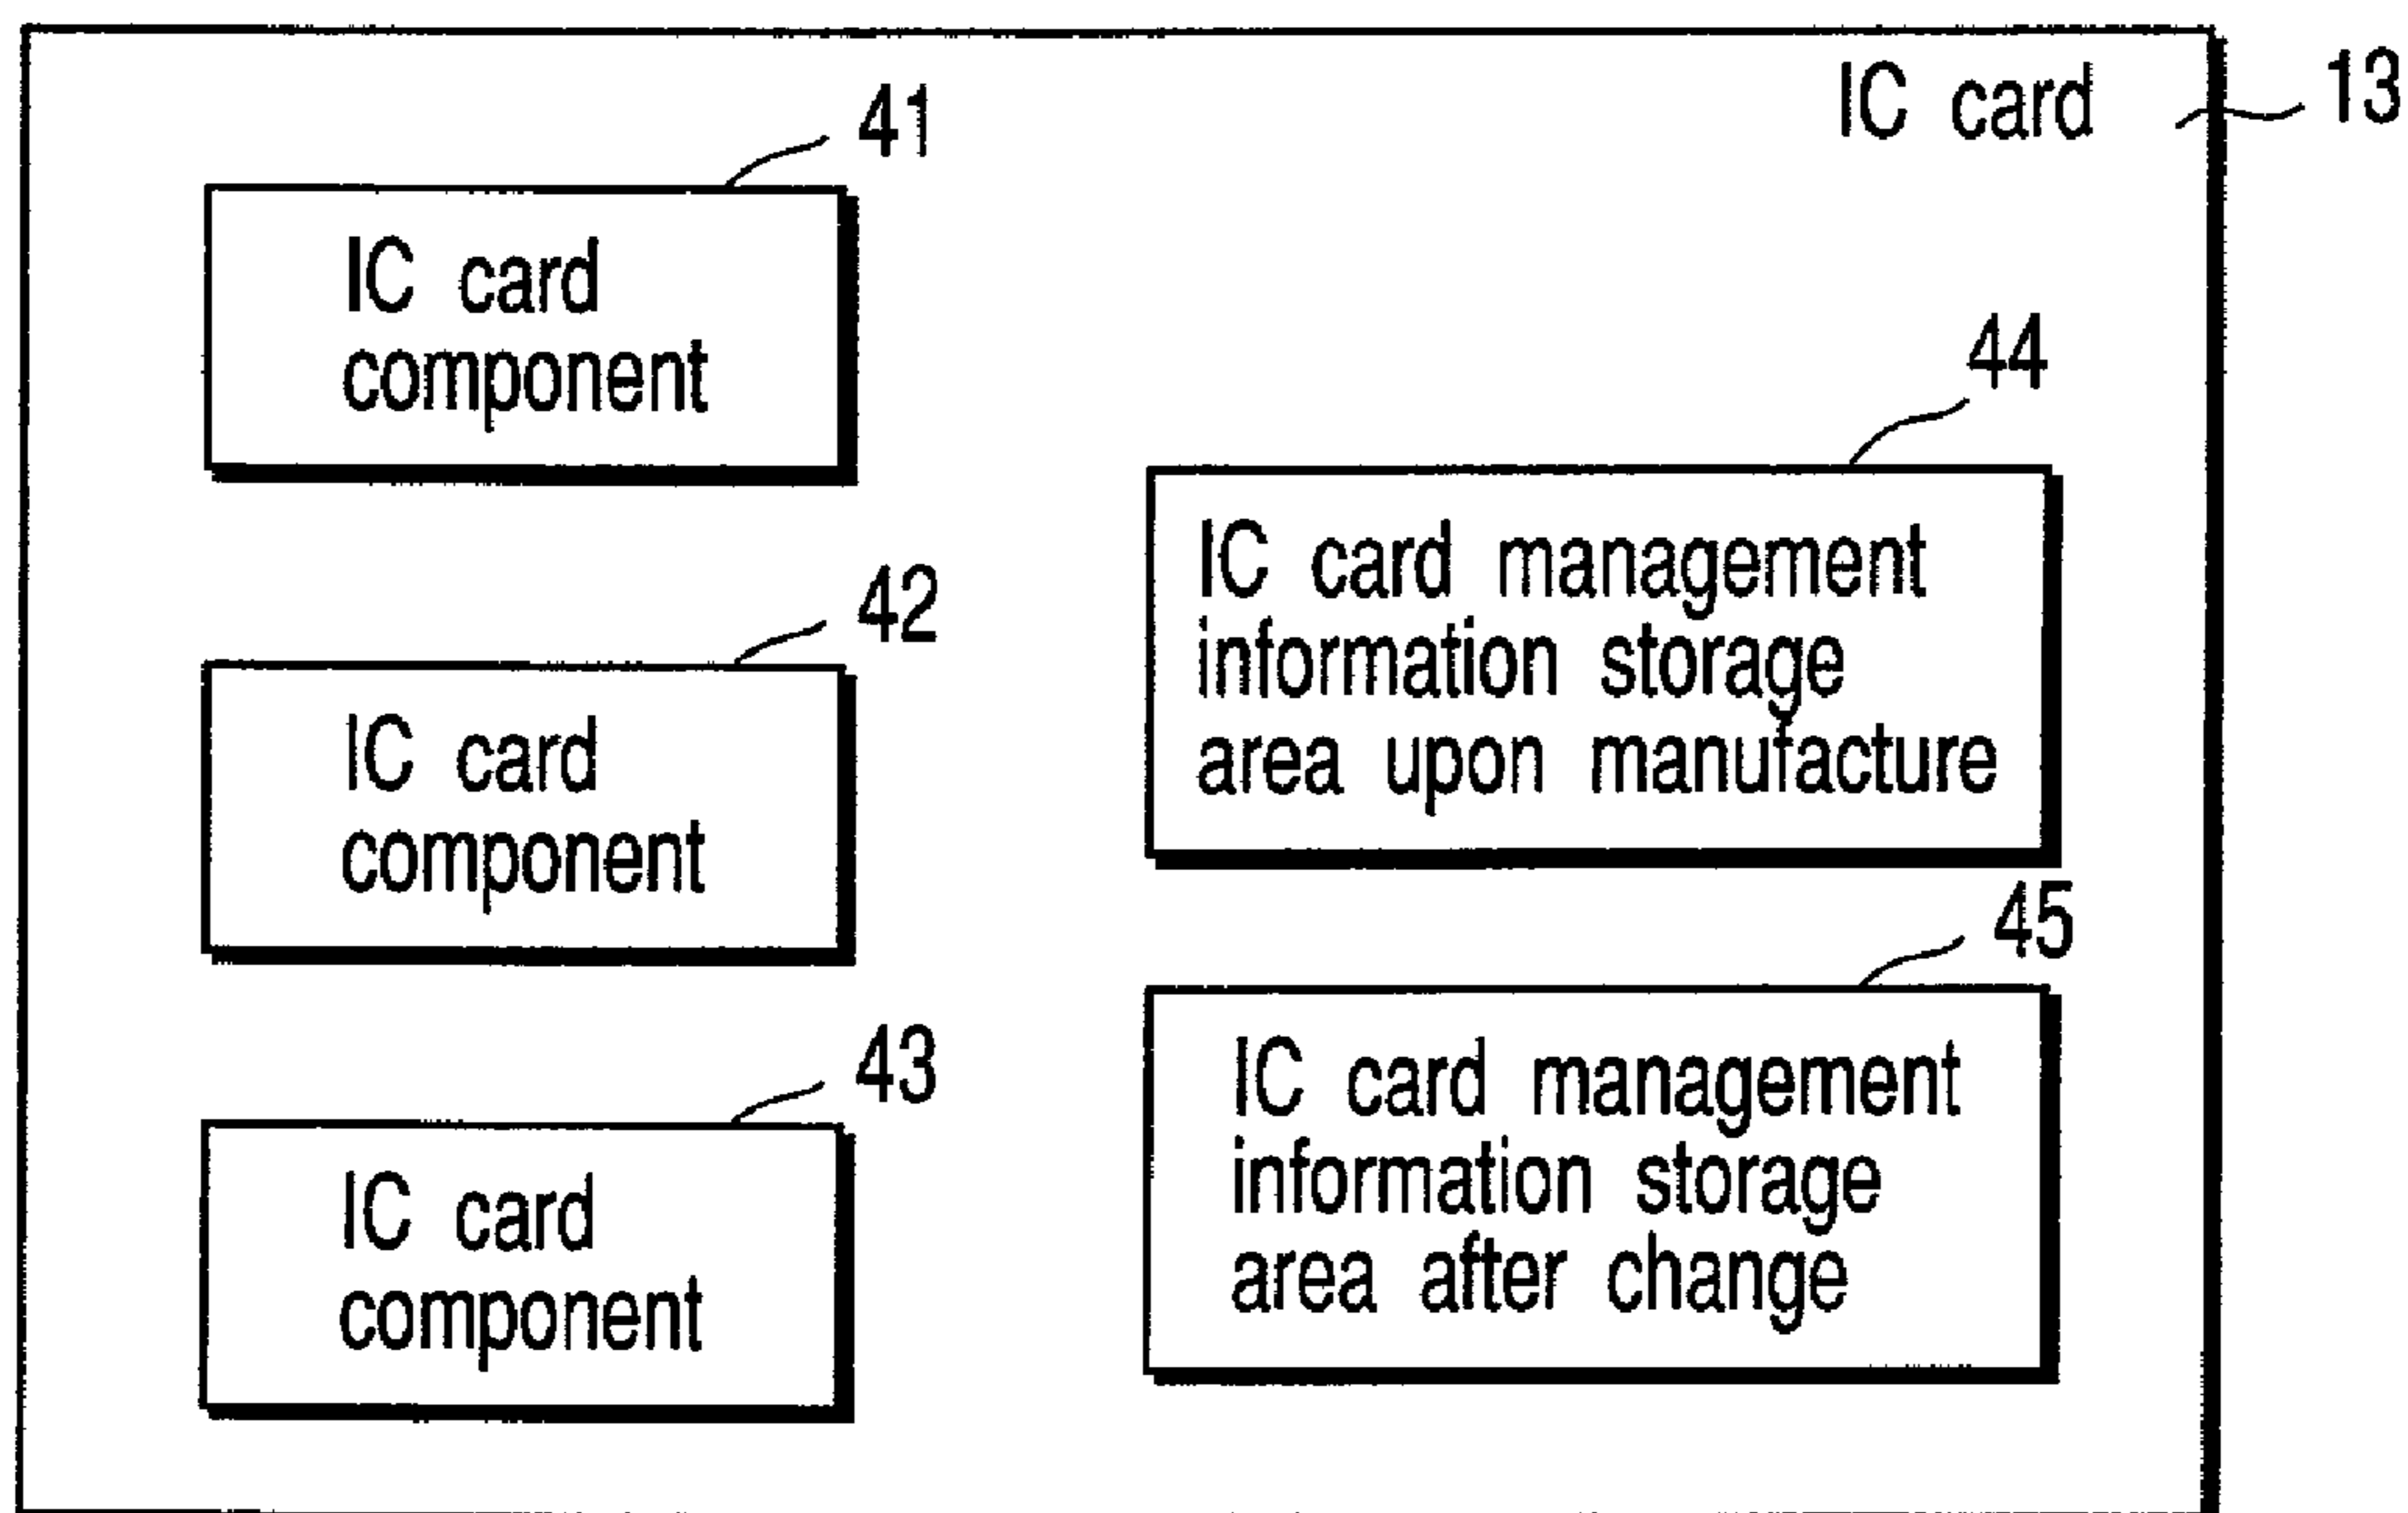 IC card
13
41
IC card
component
42
IC card
component
43
IC card
component
44
IC card management
information storage
area upon manufacture
45
IC card management
information storage
area after change